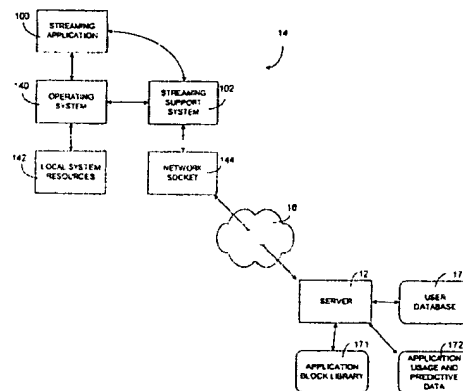 100
STREAMING
APPLICATION
14
140
OPERATING
SYSTEM
STREAMING
SUPPORT
SYSTEM
102
142
LOCAL SYSTEM
RESOURCES
NETWORK
SOCKET
144
12
SERVER
USER
DATABASE
171
APPLICATION
BLOCK LIBRARY
172
APPLICATION
USAGE AND
PREDICTIVE
DATA